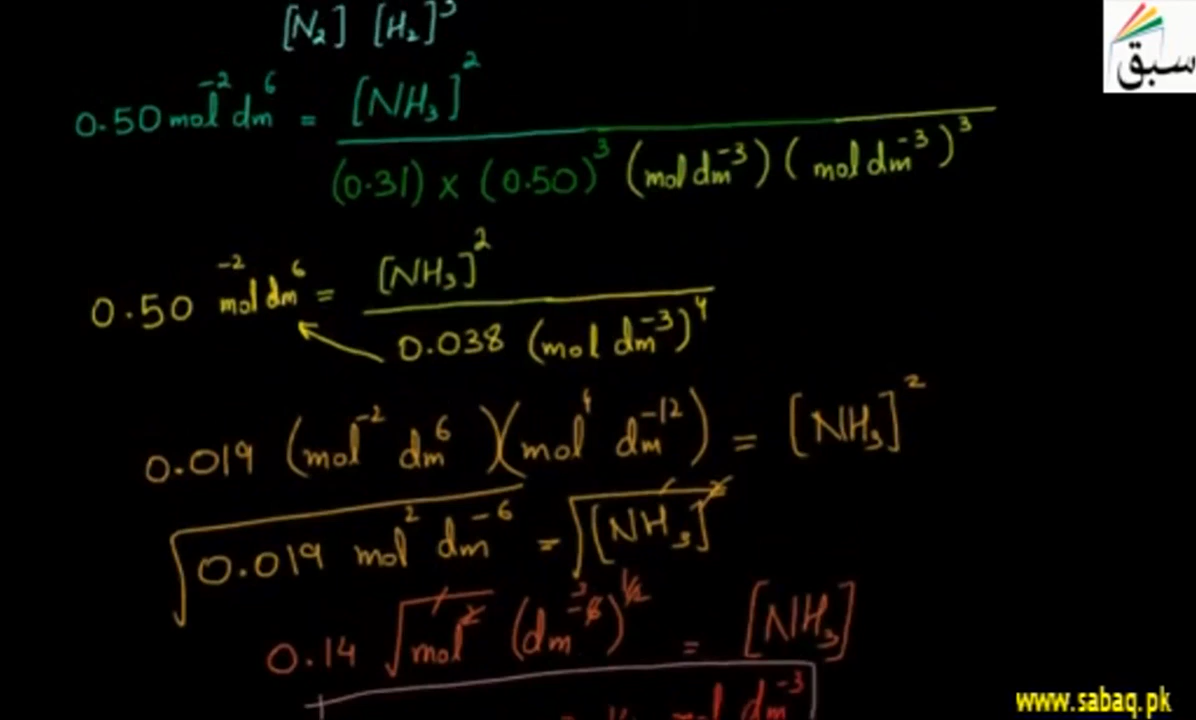 [N₂] [H₂]³
سبق
0.50 mol⁻² dm⁶ = [NH₃]²
(0.31) × (0.50)³ (mol dm⁻³) (mol dm⁻³)³
0.50 mol⁻² dm⁶ = [NH₃]²
0.038 (mol dm⁻³)⁴
0.019 (mol⁻² dm⁶)(mol⁴ dm⁻¹²) = [NH₃]²
√0.019 mol² dm⁻⁶ = √[NH₃]²
0.14 √mol² (dm⁻⁶)^½ = [NH₃]
mol dm⁻³
www.sabaq.pk